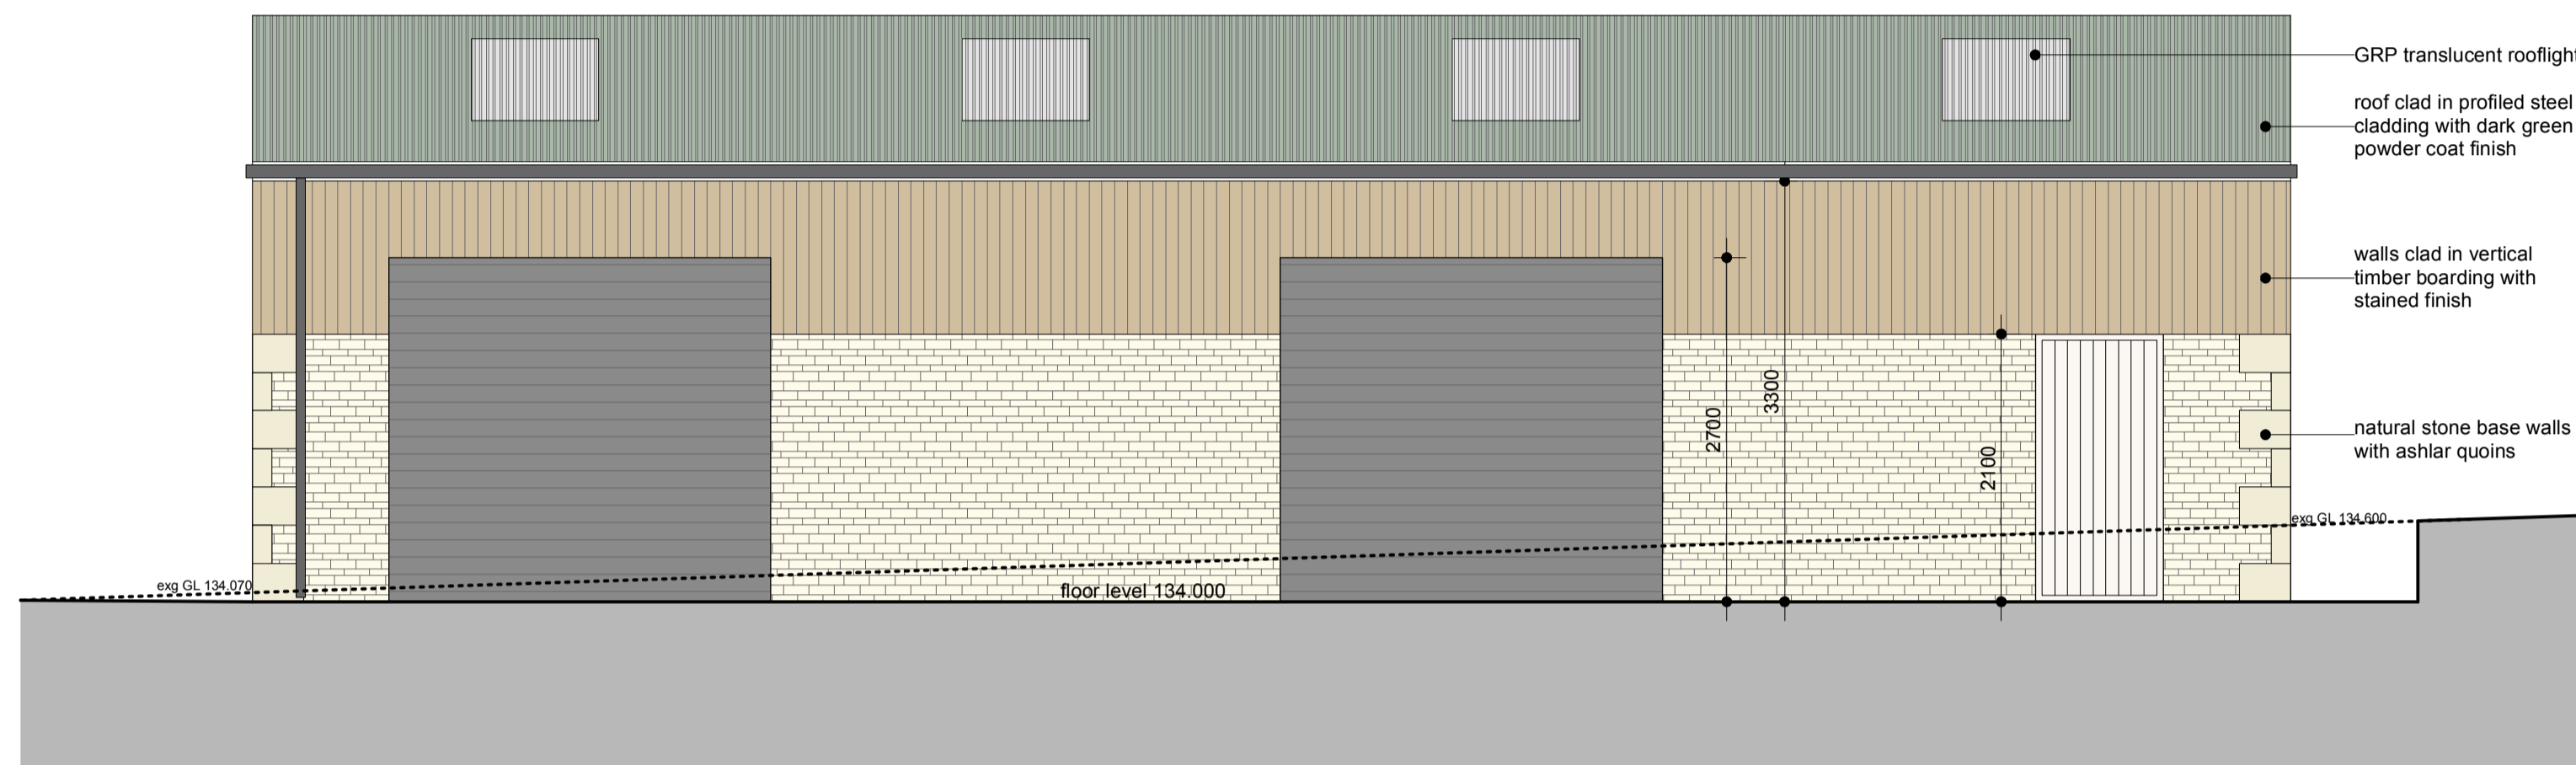 GRP translucent rooflight
roof clad in profiled steel
cladding with dark green
powder coat finish
walls clad in vertical
timber boarding with
stained finish
3300
2700
natural stone base walls
with ashlar quoins
2100
exg GL 134.600
exg GL 134.070
floor level 134.000